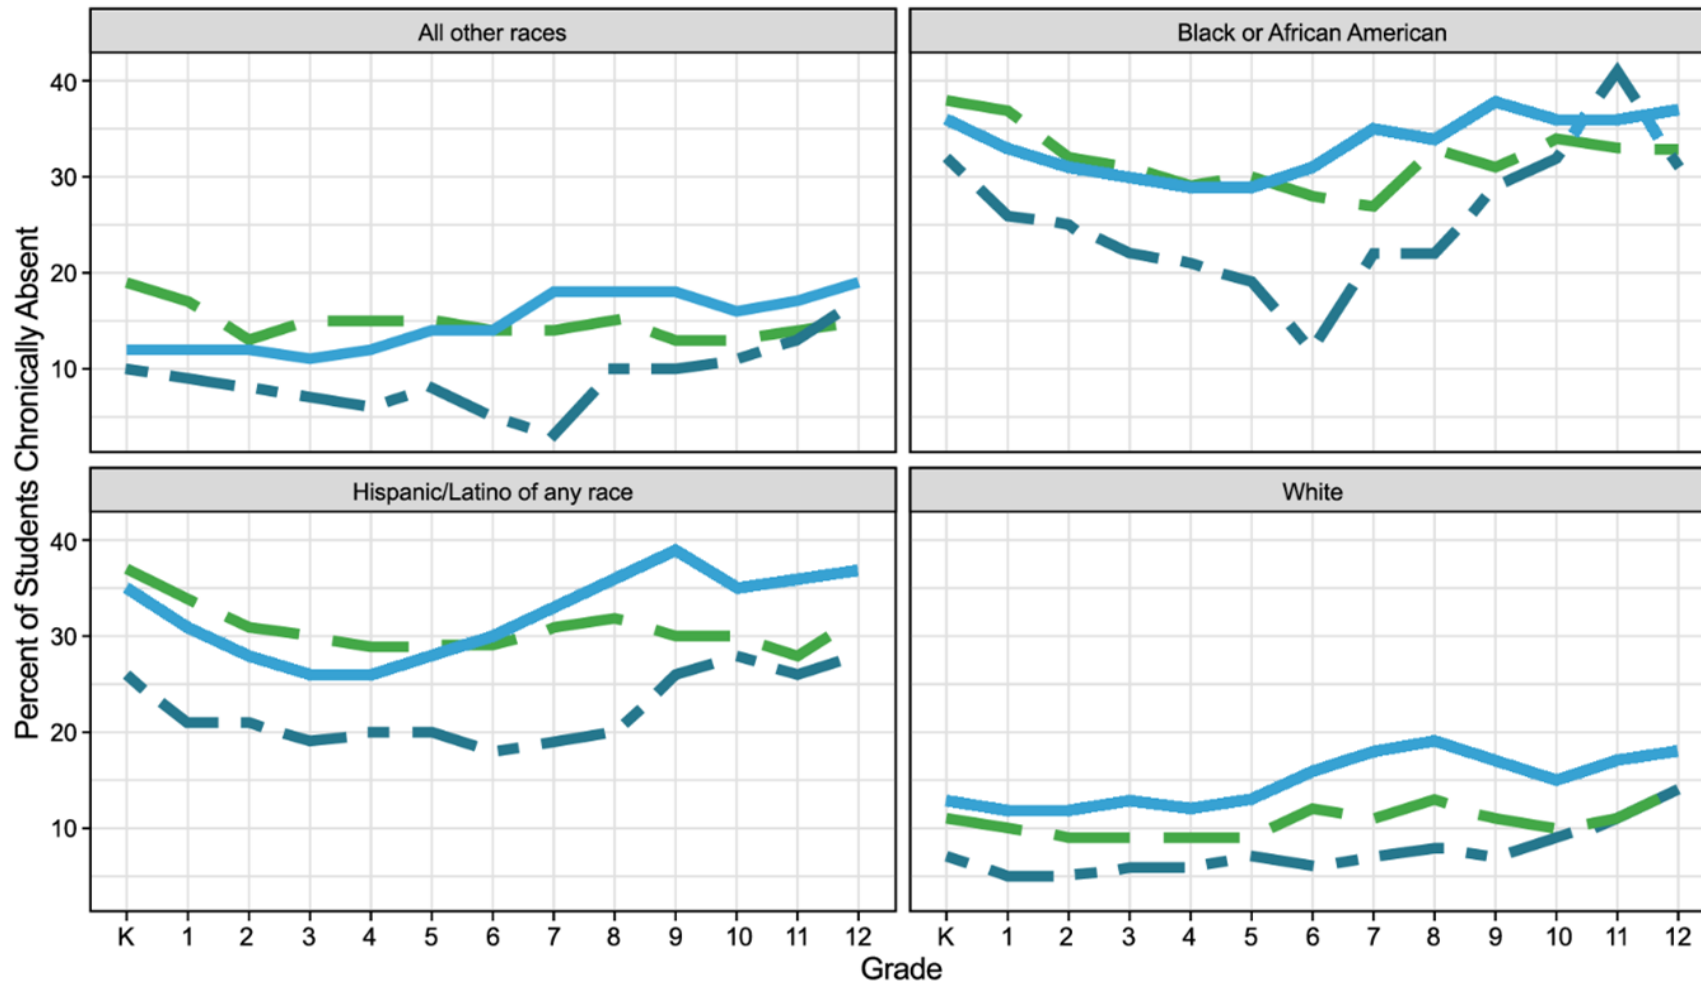 All other races
Black or African American
40
30
20
10
Hispanic/Latino of any race
White
40
30
20
10
Percent of Students Chronically Absent
K 1 2 3 4 5 6 7 8 9 10 11 12
K 1 2 3 4 5 6 7 8 9 10 11 12
Grade